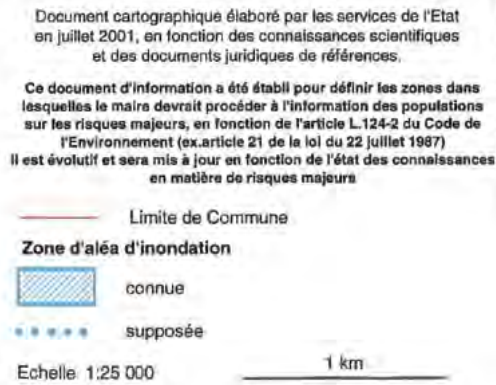 Document cartographique élaboré par les services de l'Etat
en juillet 2001, en fonction des connaissances scientifiques
et des documents juridiques de références.
Ce document d'information a été établi pour définir les zones dans
lesquelles le maire devrait procéder à l'information des populations
sur les risques majeurs, en fonction de l'article L.124-2 du Code de
l'Environnement (ex.article 21 de la loi du 22 juillet 1987)
Il est évolutif et sera mis à jour en fonction de l'état des connaissances
en matière de risques majeurs
Limite de Commune
Zone d'aléa d'inondation
connue
supposée
Echelle 1:25 000 1 km